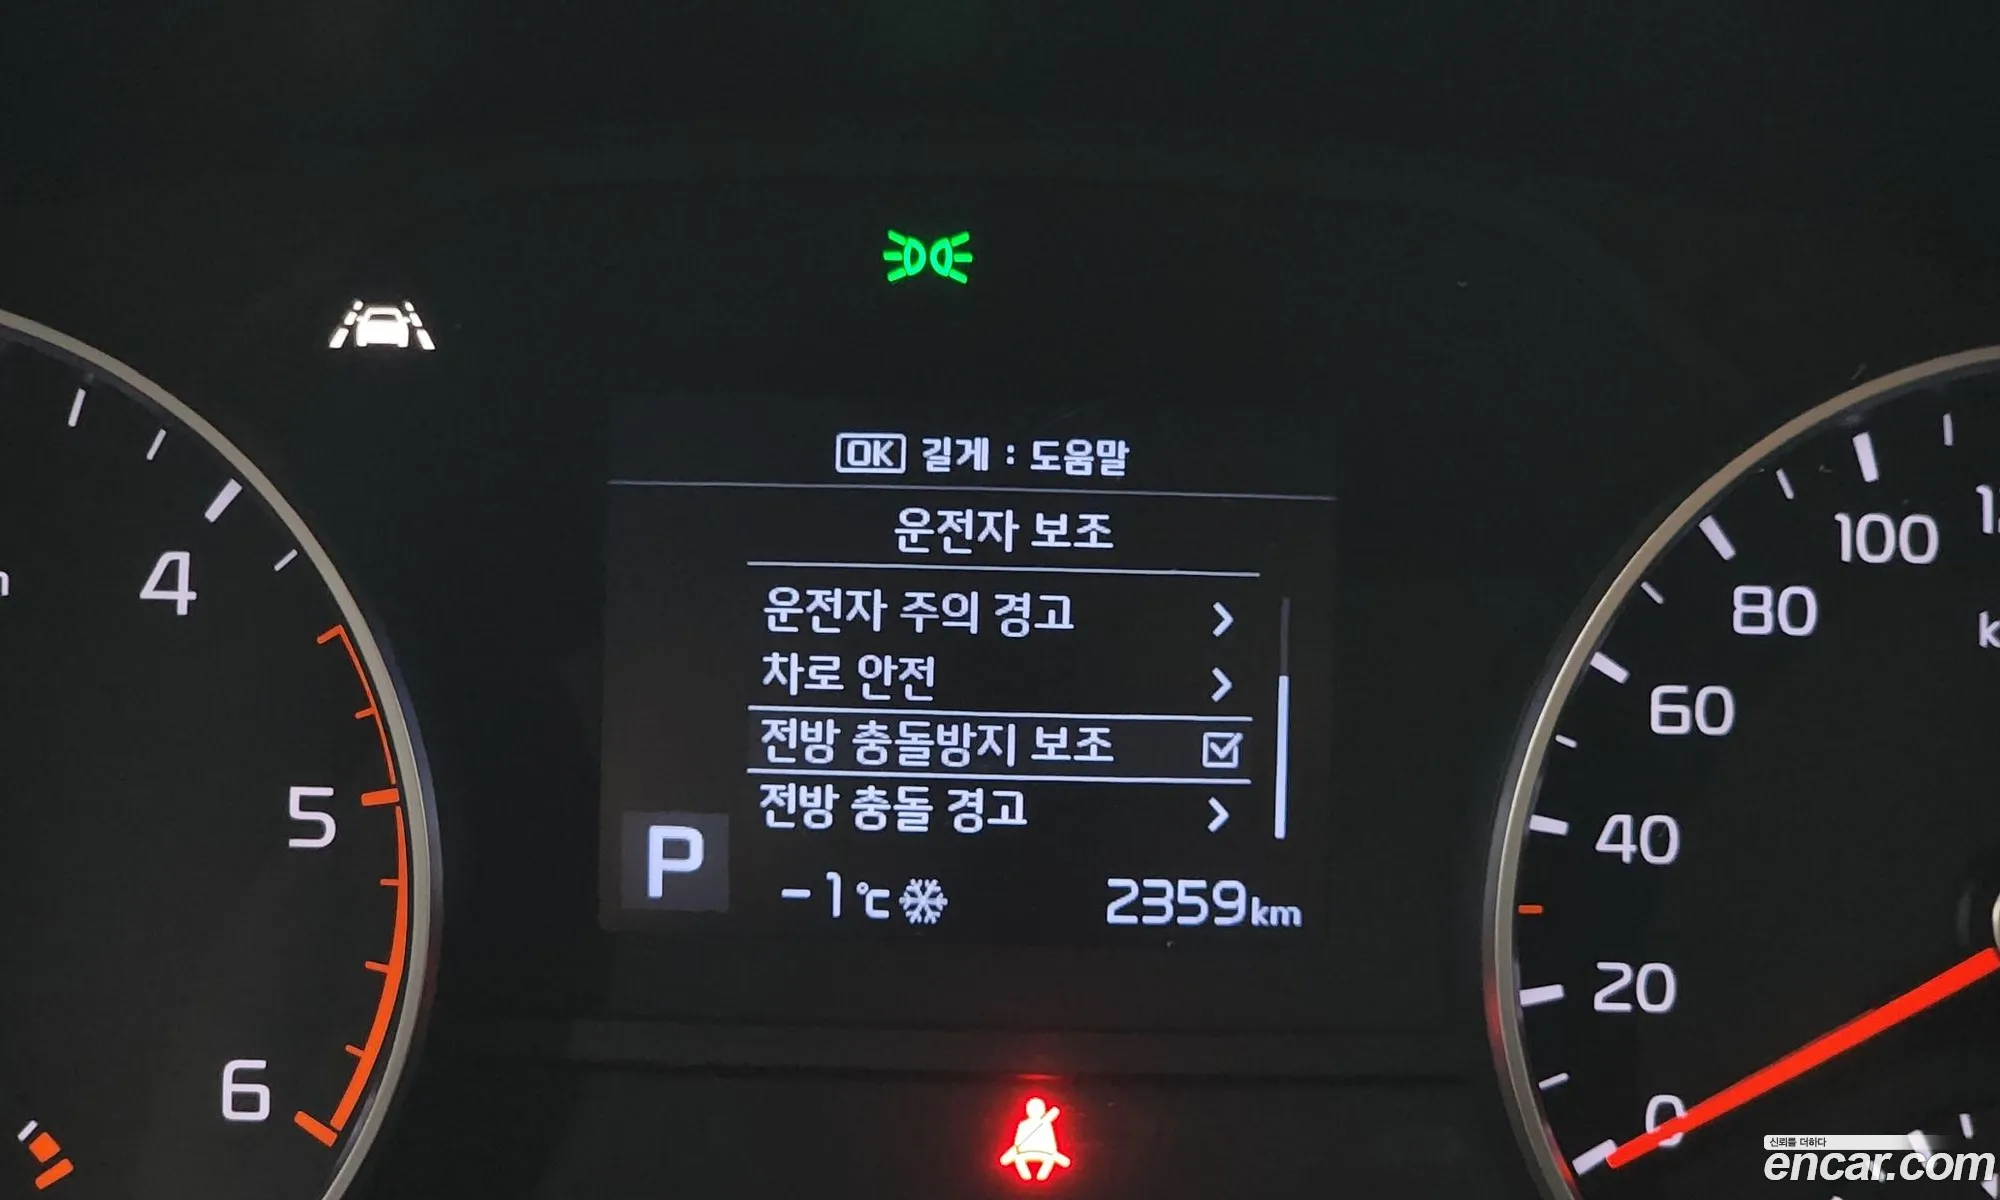 OK 길게 : 도움말
운전자 보조
운전자 주의 경고
차로 안전
전방 충돌방지 보조
전방 충돌 경고
P
-1℃
2359km
4
5
6
100
80
60
40
20
0
신뢰를 더하다
encar.com